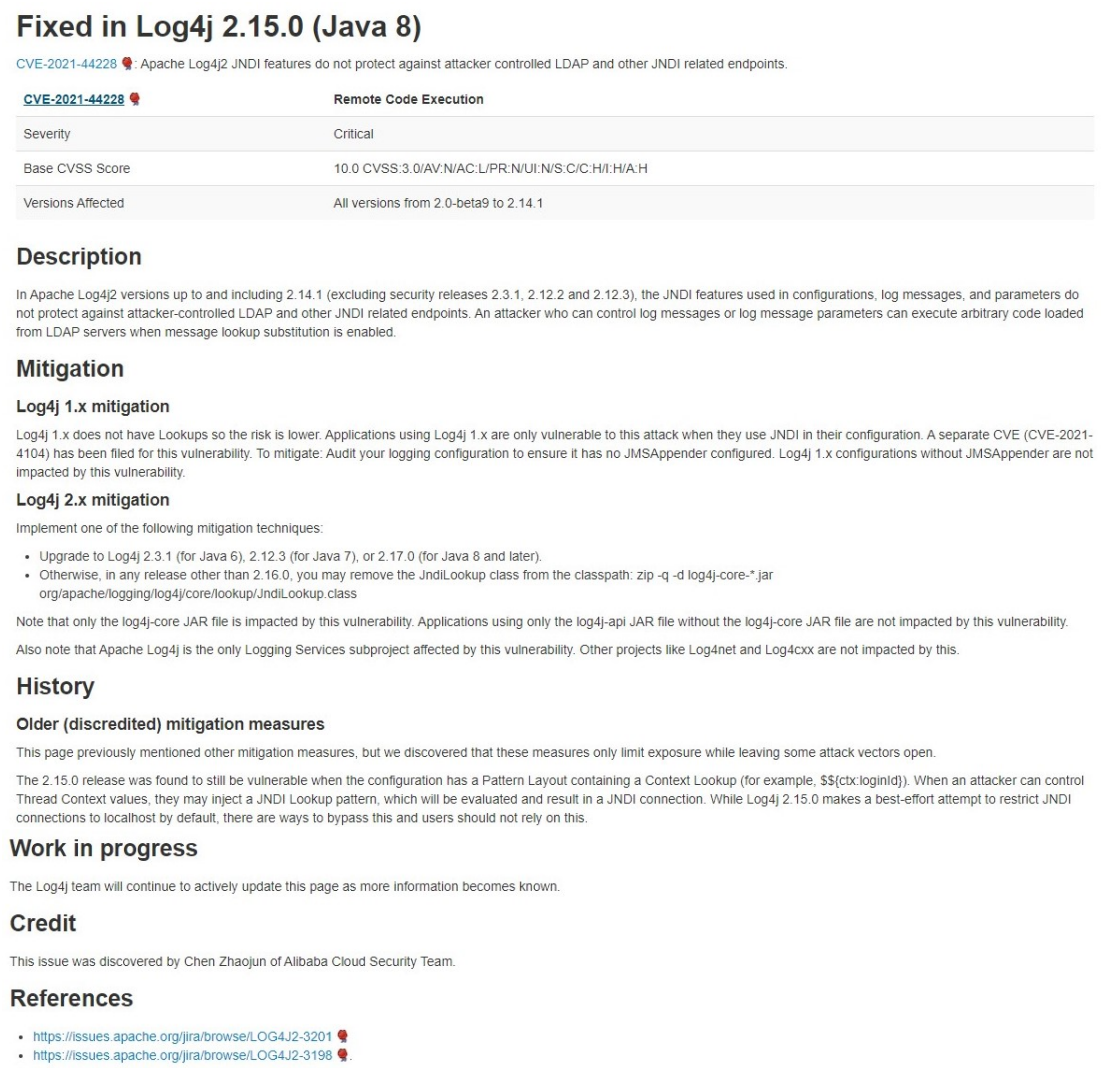 Fixed in Log4j 2.15.0 (Java 8)
CVE-2021-44228 : Apache Log4j2 JNDI features do not protect against attacker controlled LDAP and other JNDI related endpoints.
CVE-2021-44228 Remote Code Execution
Severity Critical
Base CVSS Score 10.0 CVSS:3.0/AV:N/AC:L/PR:N/UI:N/S:C/C:H/I:H/A:H
Versions Affected All versions from 2.0-beta9 to 2.14.1
Description
In Apache Log4j2 versions up to and including 2.14.1 (excluding security releases 2.3.1, 2.12.2 and 2.12.3), the JNDI features used in configurations, log messages, and parameters do
not protect against attacker-controlled LDAP and other JNDI related endpoints. An attacker who can control log messages or log message parameters can execute arbitrary code loaded
from LDAP servers when message lookup substitution is enabled.
Mitigation
Log4j 1.x mitigation
Log4j 1.x does not have Lookups so the risk is lower. Applications using Log4j 1.x are only vulnerable to this attack when they use JNDI in their configuration. A separate CVE (CVE-2021-
4104) has been filed for this vulnerability. To mitigate: Audit your logging configuration to ensure it has no JMSAppender configured. Log4j 1.x configurations without JMSAppender are not
impacted by this vulnerability.
Log4j 2.x mitigation
Implement one of the following mitigation techniques:
• Upgrade to Log4j 2.3.1 (for Java 6), 2.12.3 (for Java 7), or 2.17.0 (for Java 8 and later).
• Otherwise, in any release other than 2.16.0, you may remove the JndiLookup class from the classpath: zip -q -d log4j-core-*.jar
org/apache/logging/log4j/core/lookup/JndiLookup.class
Note that only the log4j-core JAR file is impacted by this vulnerability. Applications using only the log4j-api JAR file without the log4j-core JAR file are not impacted by this vulnerability.
Also note that Apache Log4j is the only Logging Services subproject affected by this vulnerability. Other projects like Log4net and Log4cxx are not impacted by this.
History
Older (discredited) mitigation measures
This page previously mentioned other mitigation measures, but we discovered that these measures only limit exposure while leaving some attack vectors open.
The 2.15.0 release was found to still be vulnerable when the configuration has a Pattern Layout containing a Context Lookup (for example, $${ctx:loginId}). When an attacker can control
Thread Context values, they may inject a JNDI Lookup pattern, which will be evaluated and result in a JNDI connection. While Log4j 2.15.0 makes a best-effort attempt to restrict JNDI
connections to localhost by default, there are ways to bypass this and users should not rely on this.
Work in progress
The Log4j team will continue to actively update this page as more information becomes known.
Credit
This issue was discovered by Chen Zhaojun of Alibaba Cloud Security Team.
References
• https://issues.apache.org/jira/browse/LOG4J2-3201
• https://issues.apache.org/jira/browse/LOG4J2-3198 .